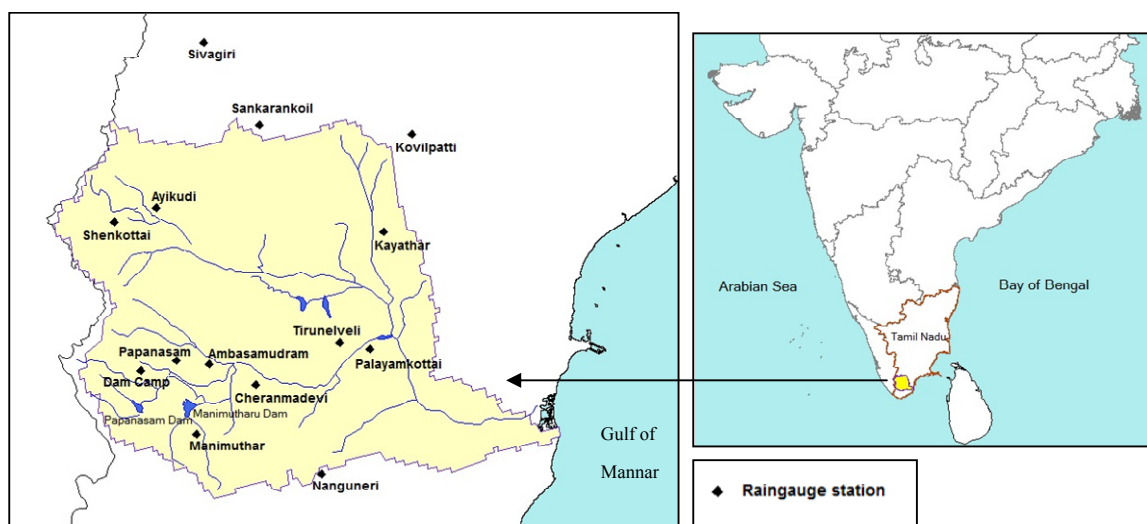 Sivagiri
Sankarankoil
Kovilpatti
Ayikudi
Shenkottai
Kayathar
Tirunelveli
Papanasam
Ambasamudram
Palayamkottai
Dam Camp
Cheranmadevi
Papanasam Dam
Manimutharu Dam
Manimuthar
Nanguneri
Gulf of
Mannar
Arabian Sea
Day of Dengal
Tamil Nadu
Raingauge station